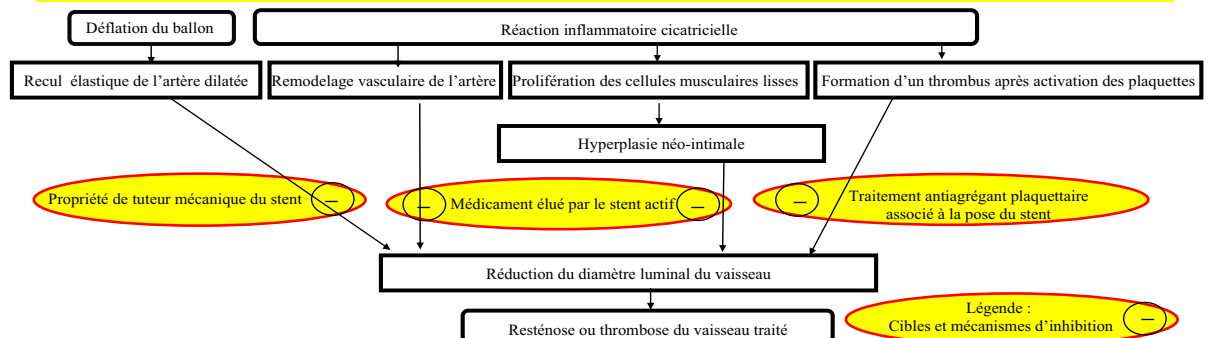 Déflation du ballon
Réaction inflammatoire cicatricielle
Recul élastique de l'artère dilatée
Remodelage vasculaire de l'artère
Prolifération des cellules musculaires lisses
Formation d'un thrombus après activation des plaquettes
Hyperplasie néo-intimale
Propriété de tuteur mécanique du stent –
– Médicament élué par le stent actif –
– Traitement antiagrégant plaquettaire
associé à la pose du stent
Réduction du diamètre luminal du vaisseau
Resténose ou thrombose du vaisseau traité
Légende :
Cibles et mécanismes d'inhibition –